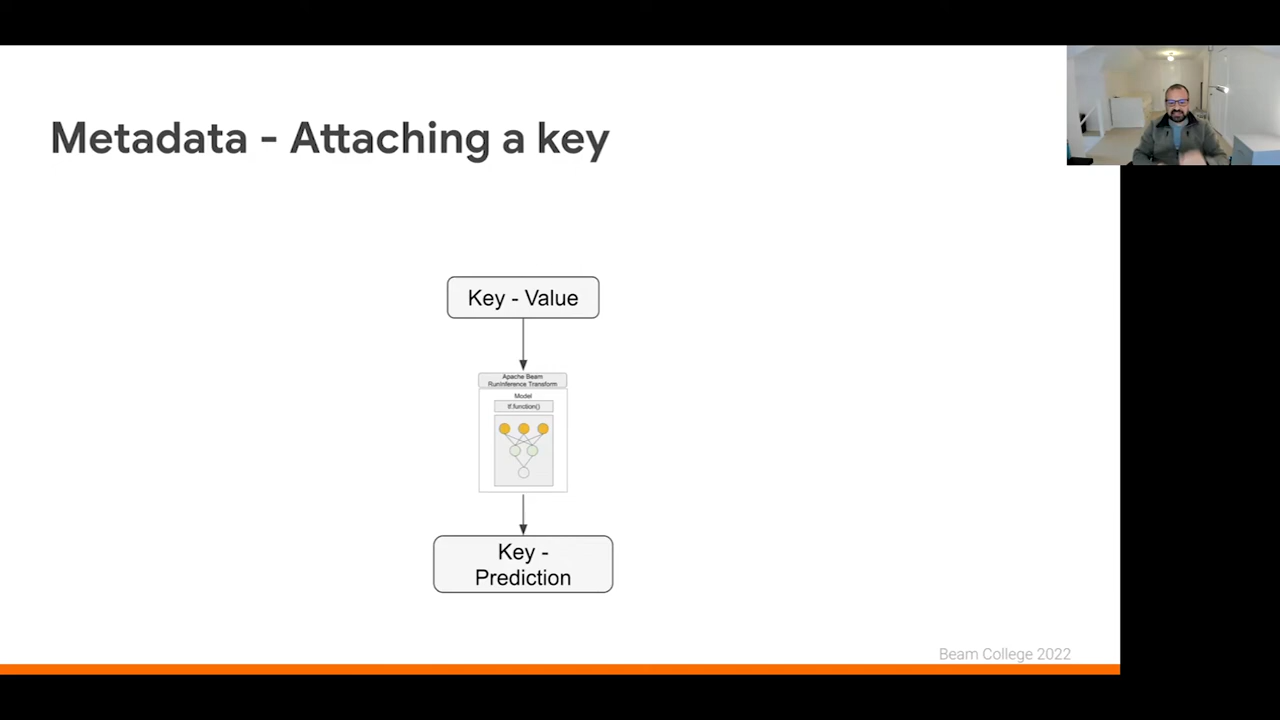 Metadata - Attaching a key
Key - Value
Apache Beam
RunInference Transform
Model
tf.function()
Key -
Prediction
Beam College 2022